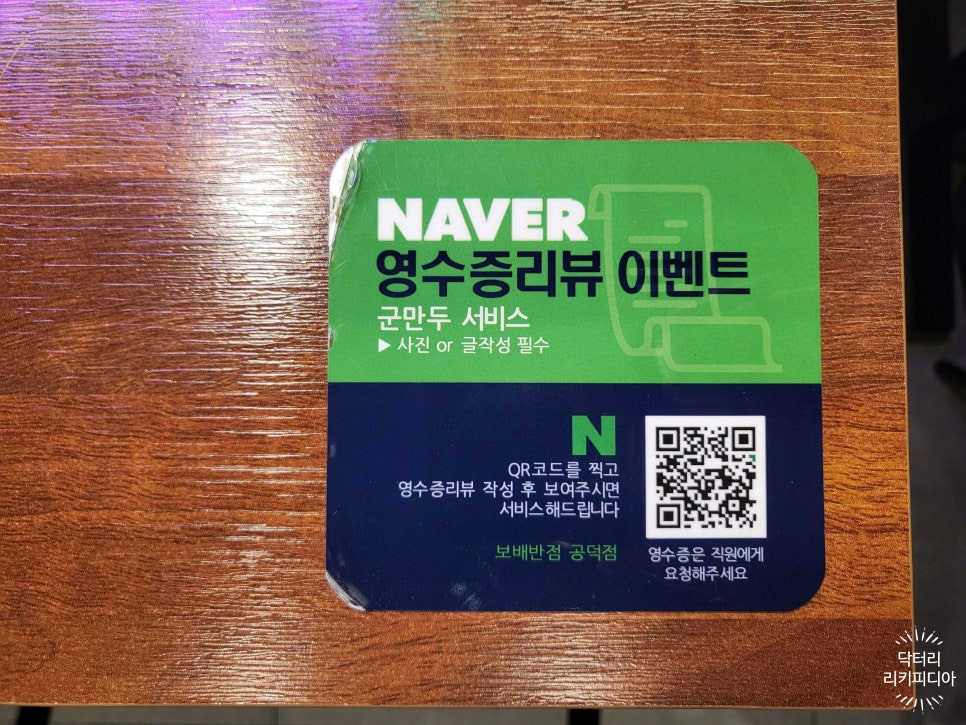 NAVER
영수증리뷰 이벤트
군만두 서비스
▶ 사진 or 글작성 필수
N
QR코드를 찍고
영수증리뷰 작성 후 보여주시면
서비스해드립니다
보배반점 공덕점
영수증은 직원에게
요청해주세요
닥터리
리키피디아